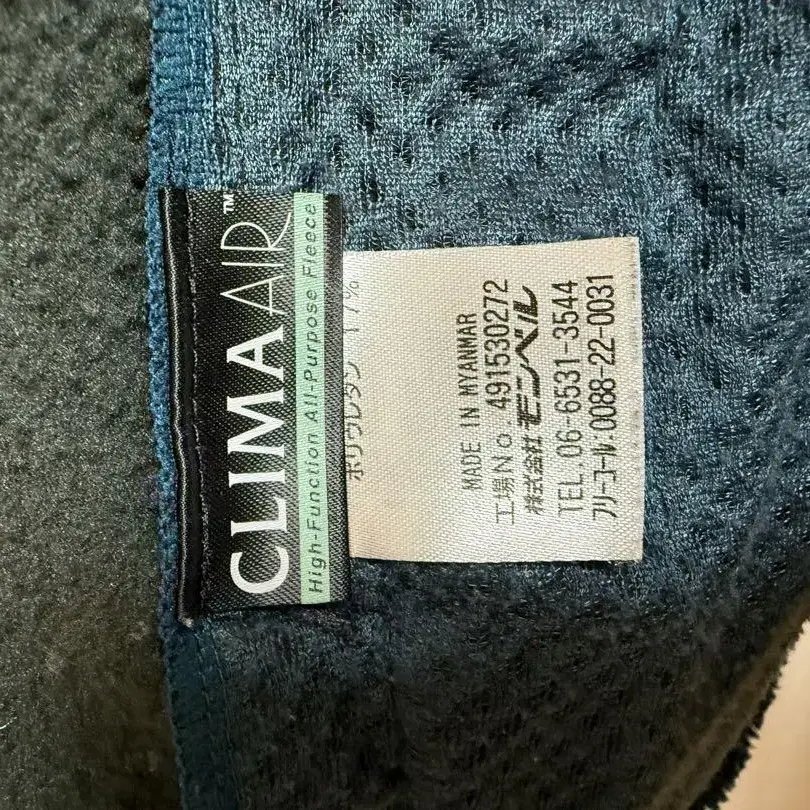 CLIMAAIR™
High-Function All-Purpose Fleece
ポリウレタン 17%
MADE IN MYANMAR
工場No. 491530272
株式会社 モンベル
TEL. 06-6531-3544
フリーコール: 0088-22-0031